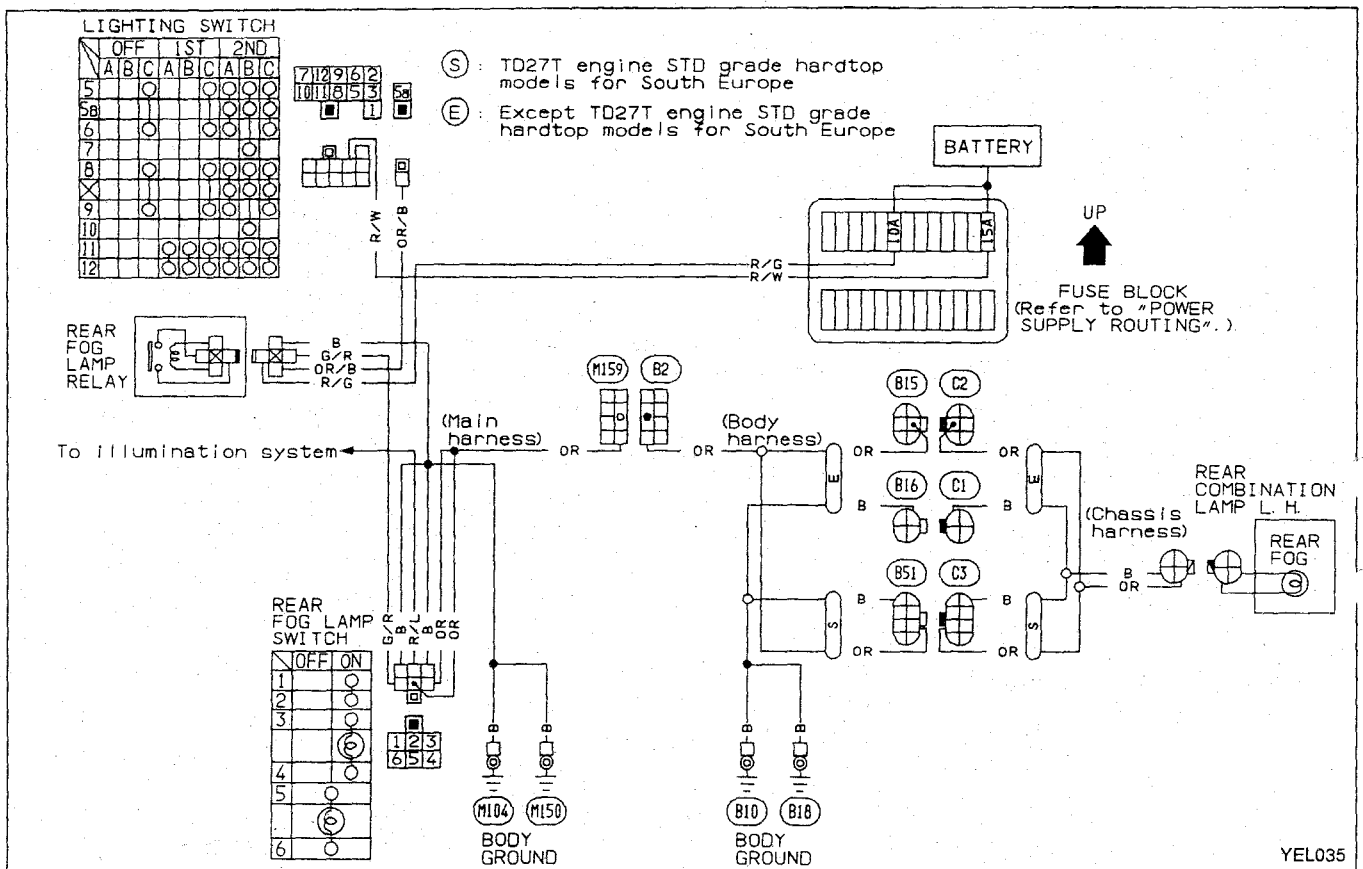 LIGHTING SWITCH
OFF 1ST 2ND
A B C A B C A B C
5
5a
6
7
8
9
10
11
12
7 12 9 6 2
10 11 8 5 3
1
5a
S : TD27T engine STD grade hardtop
models for South Europe
E : Except TD27T engine STD grade
hardtop models for South Europe
BATTERY
10A
15A
UP
FUSE BLOCK
(Refer to "POWER
SUPPLY ROUTING".)
R/W
OR/B
R/G
R/W
REAR
FOG
LAMP
RELAY
B
G/R
OR/B
R/G
To illumination system
(Main
harness)
OR
M159
B2
OR
(Body
harness)
E
OR
B15
C2
OR
E
B
B16
C1
B
B51
C3
S
B
B
S
OR
OR
(Chassis
harness)
B
OR
REAR
COMBINATION
LAMP L. H.
REAR
FOG
REAR
FOG LAMP
SWITCH
OFF ON
1
2
3
4
5
6
G/R
B
R/L
B
OR
OR
1 2 3
6 5 4
B
B
M104
M150
BODY
GROUND
B
B
B10
B18
BODY
GROUND
YEL035